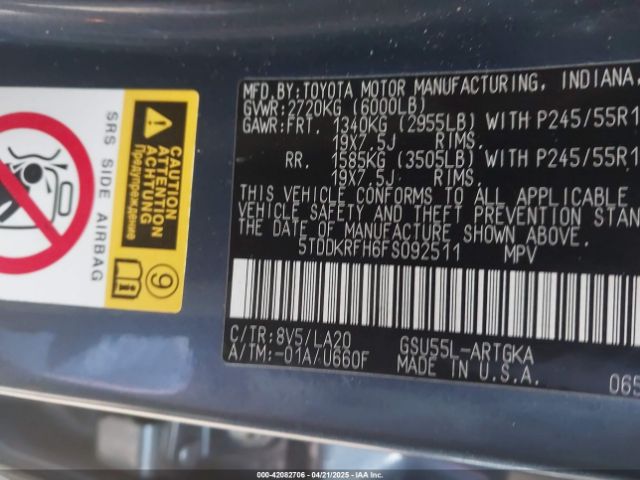 MFD.BY:TOYOTA MOTOR MANUFACTURING, INDIANA,
GVWR:2720KG (6000LB)
GAWR:FRT. 1340KG (2955LB) WITH P245/55R1
19X7.5J RIMS.
RR. 1585KG (3505LB) WITH P245/55R1
19X7.5J RIMS.
THIS VEHICLE CONFORMS TO ALL APPLICABLE
VEHICLE SAFETY AND THEFT PREVENTION STAN
THE DATE OF MANUFACTURE SHOWN ABOVE.
5TDDKRFH6FS092511 MPV
C/TR:8V5/LA20 GSU55L-ARTGKA
A/TM:-01A/U660F MADE IN U.S.A.
065
SRS SIDE AIRBAG
CAUTION
ATTENTION
ACHTUNG
Предупреждение
9
000-42082706 - 04/21/2025 - IAAI.COM